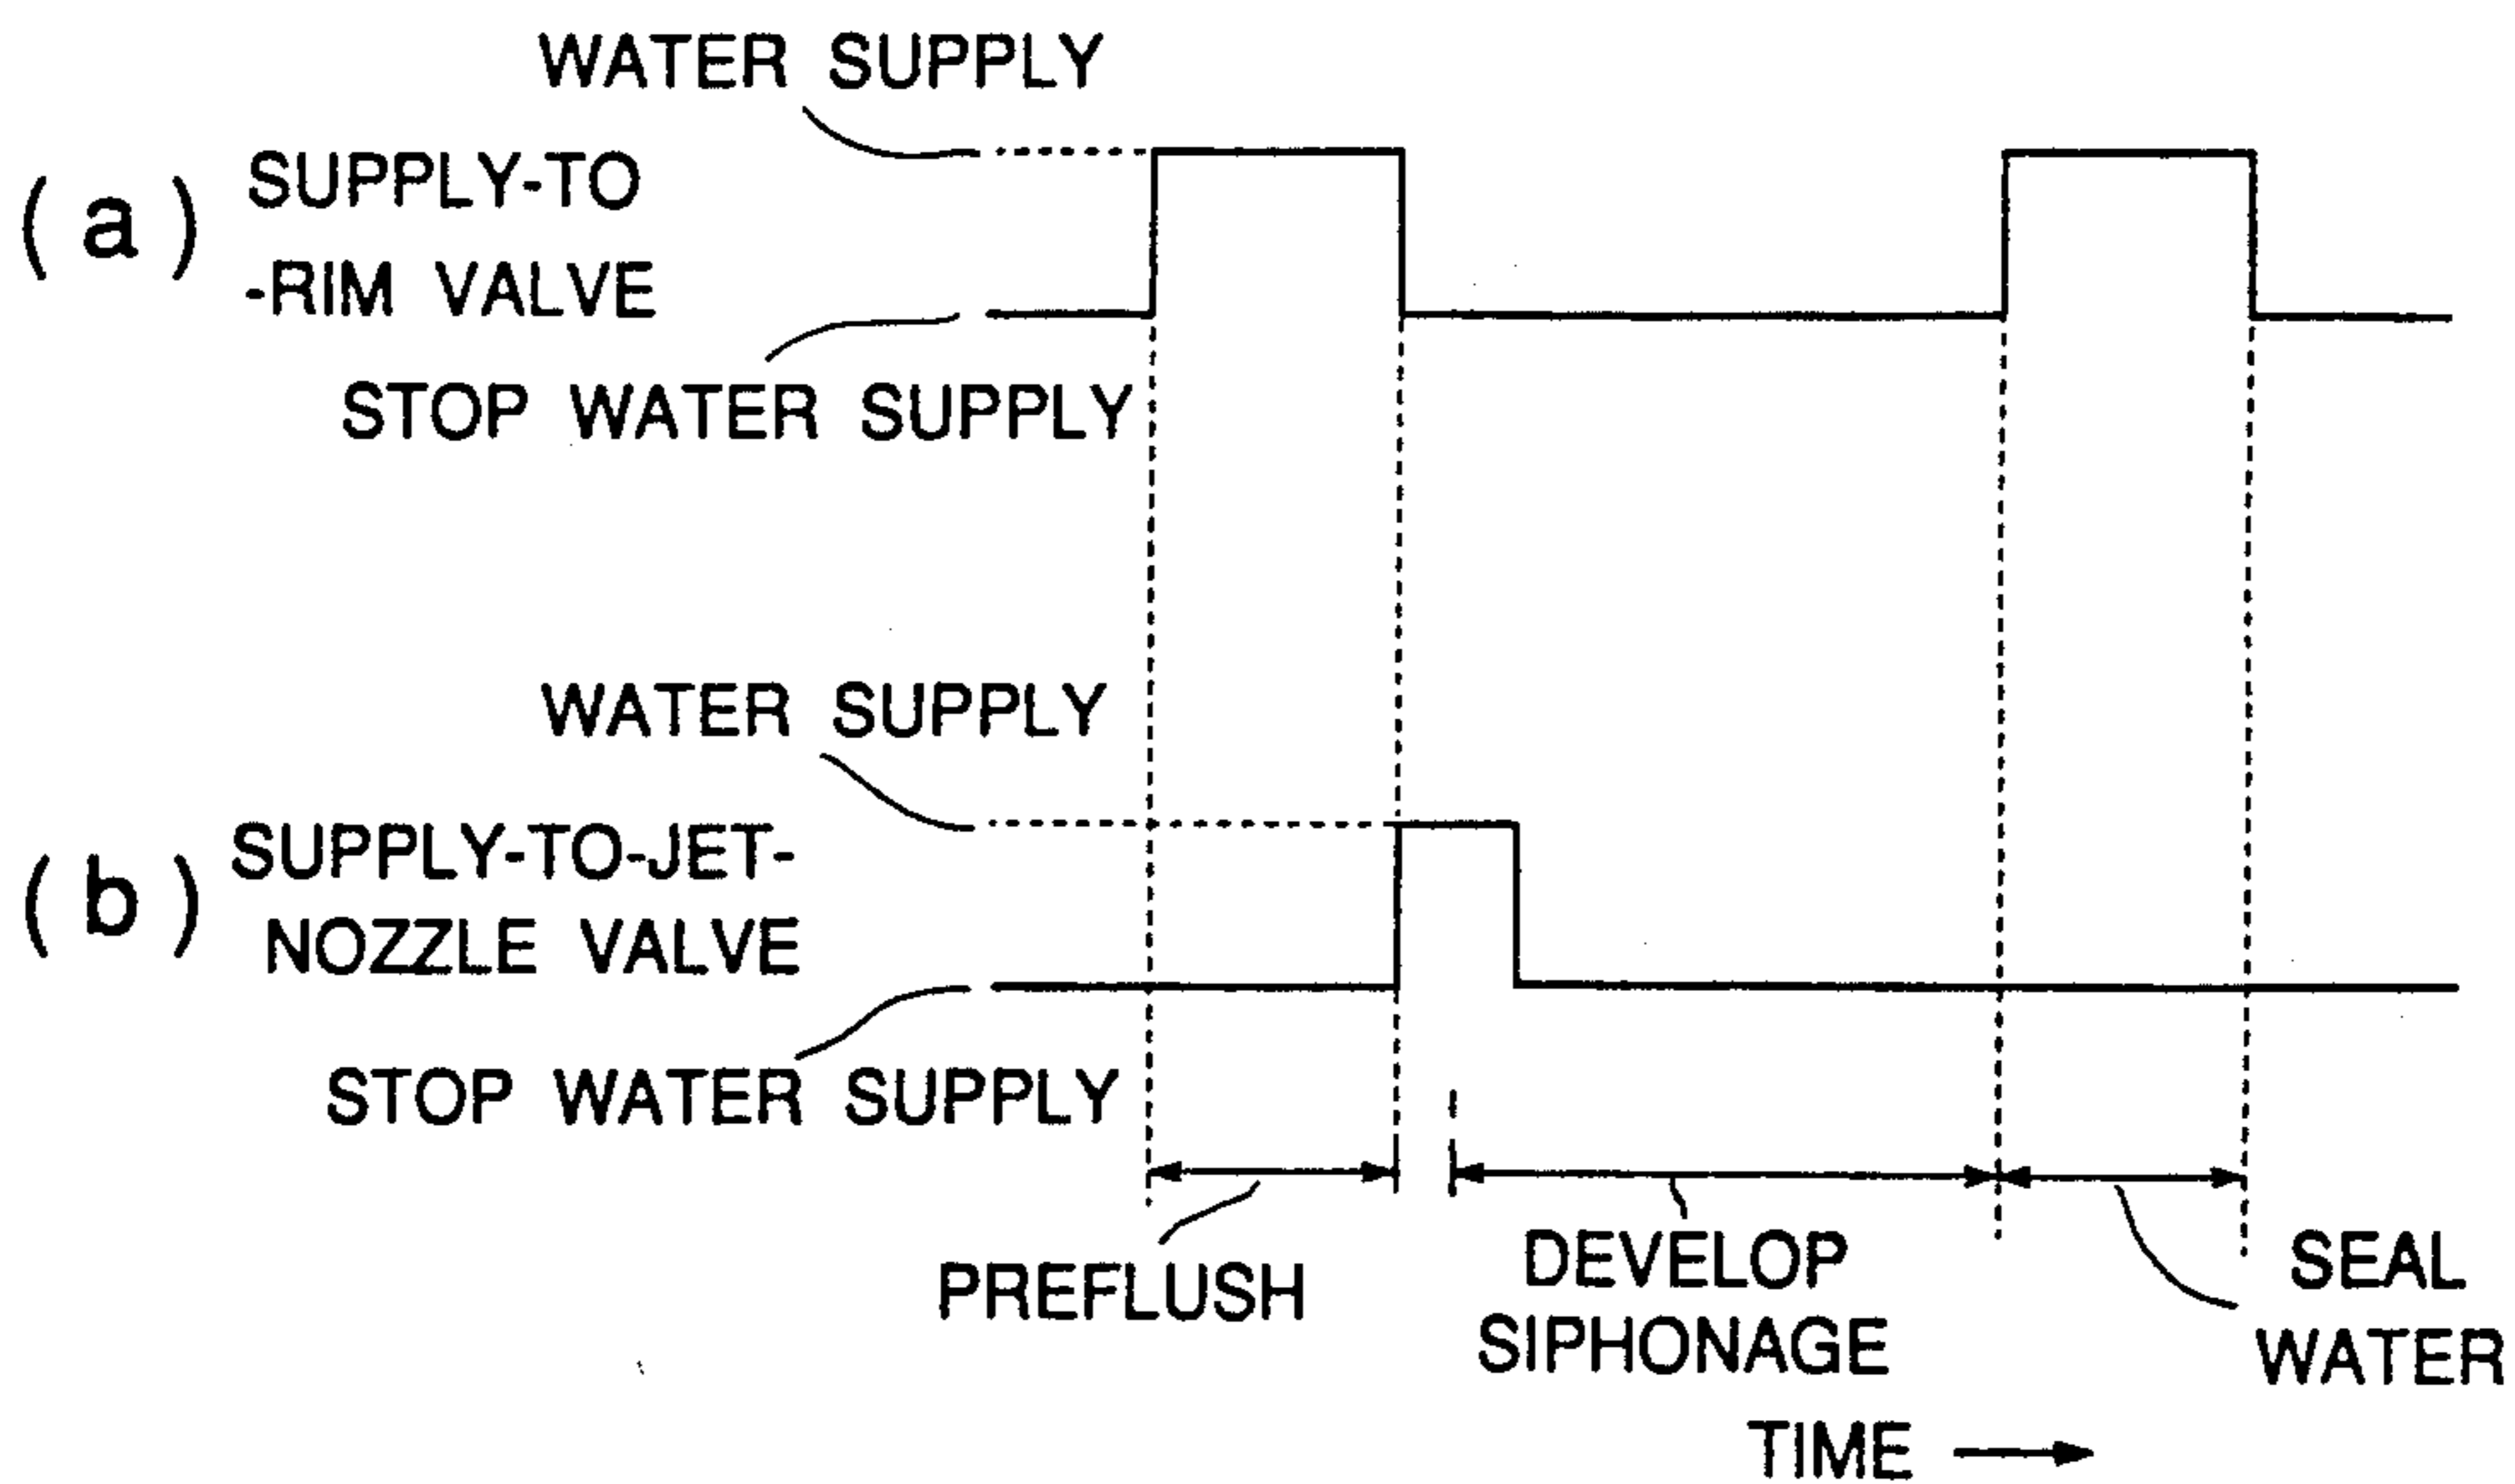 WATER SUPPLY
(a) SUPPLY-TO
-RIM VALVE
STOP WATER SUPPLY
WATER SUPPLY
(b) SUPPLY-TO-JET-
NOZZLE VALVE
STOP WATER SUPPLY
PREFLUSH
DEVELOP
SIPHONAGE
SEAL
WATER
TIME